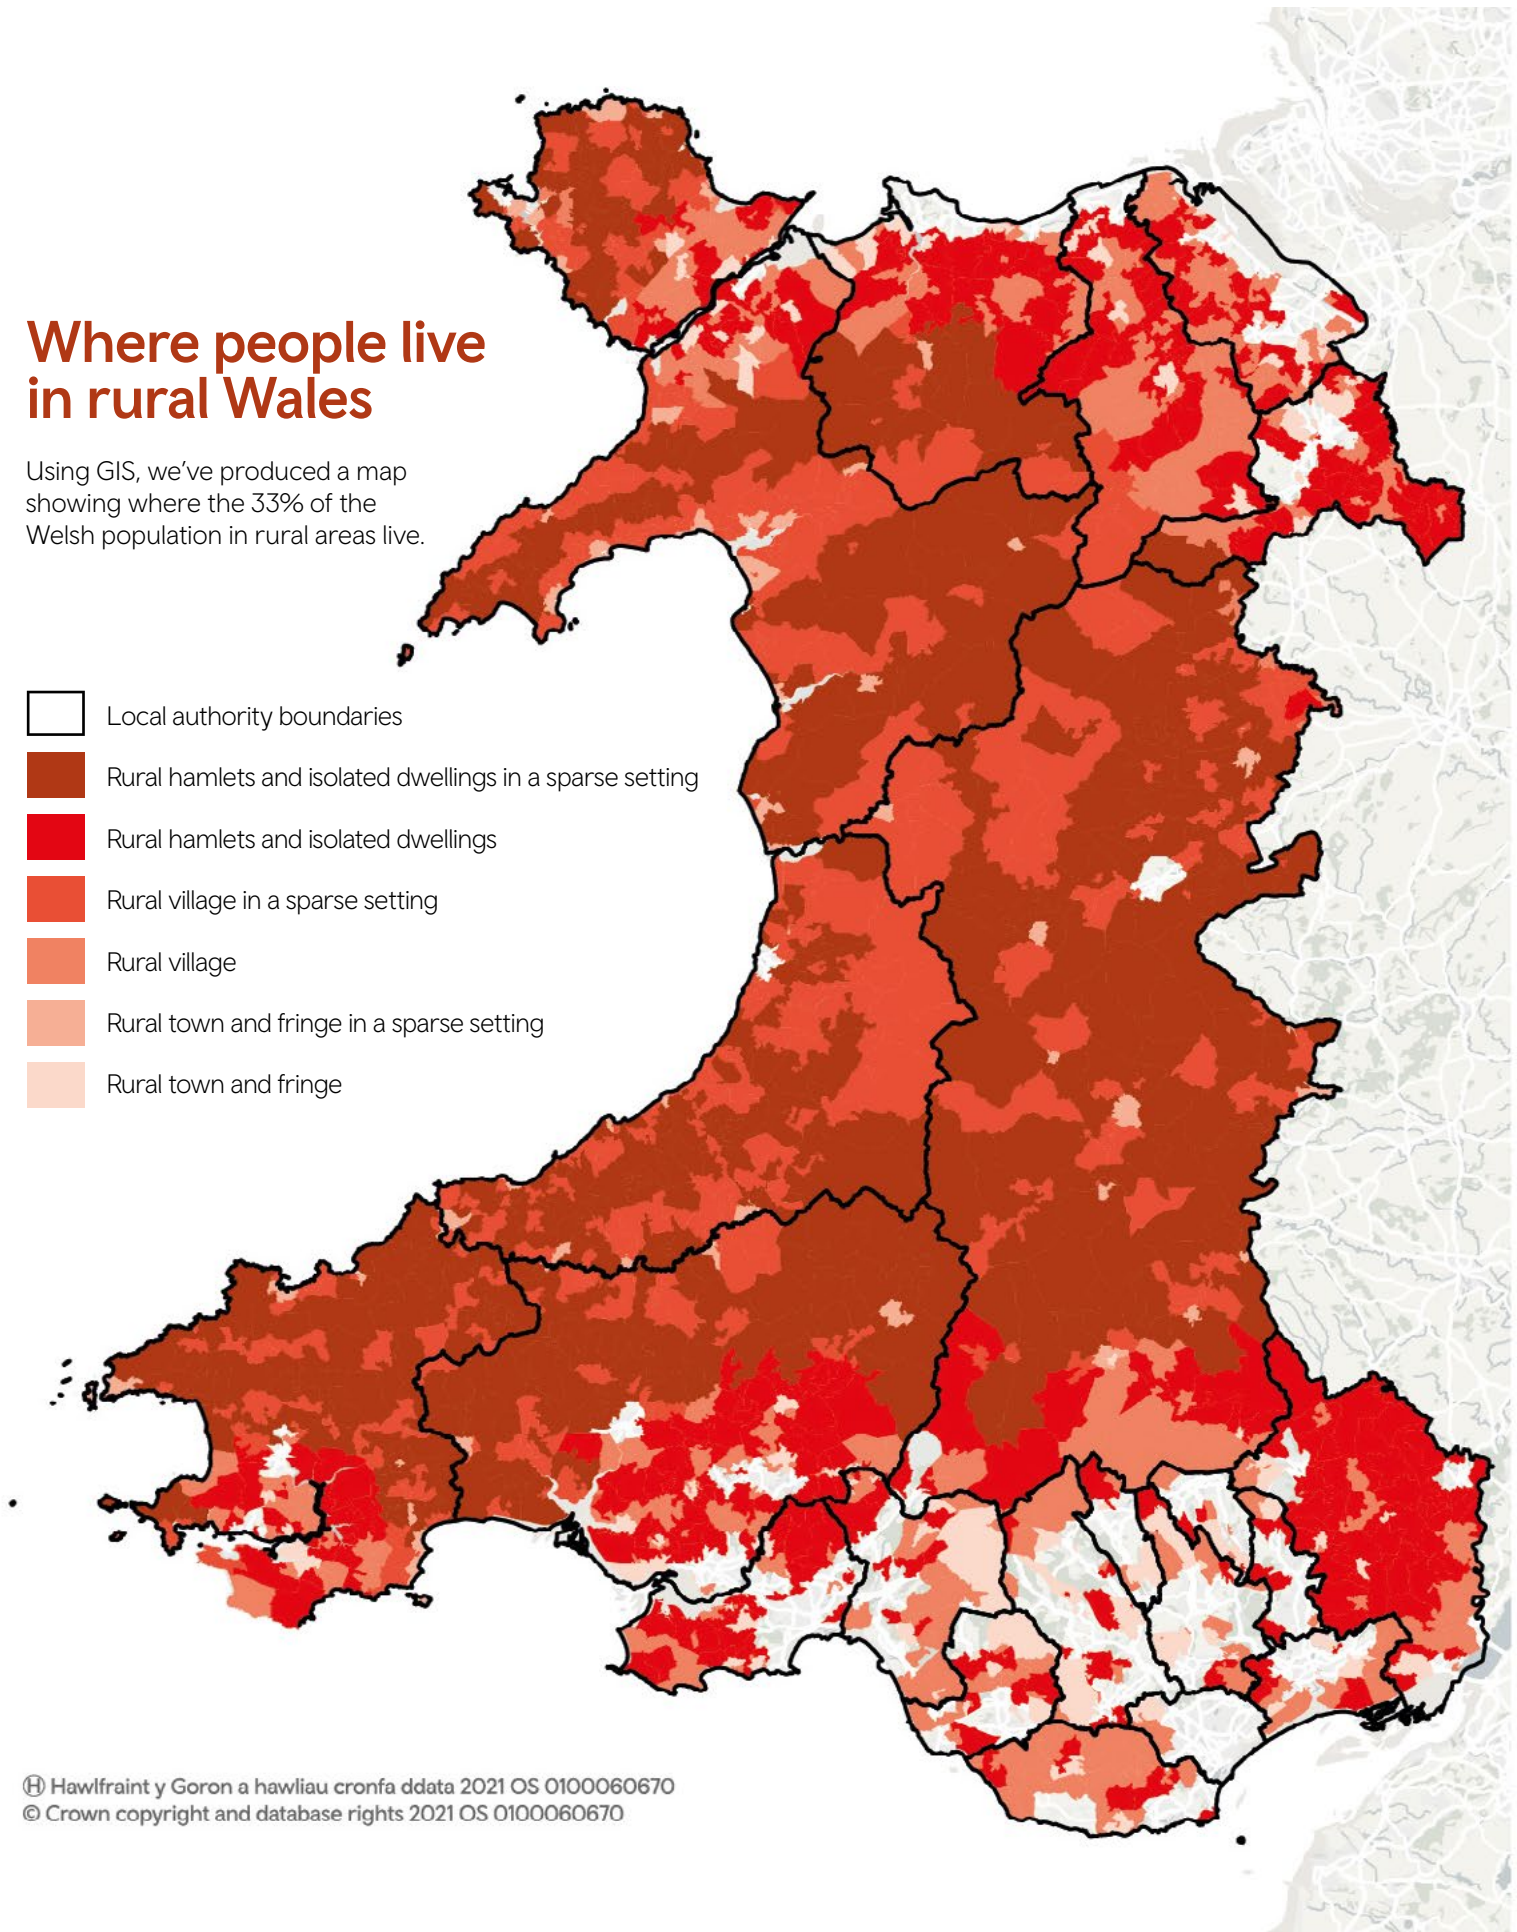 Where people live
in rural Wales
Using GIS, we've produced a map
showing where the 33% of the
Welsh population in rural areas live.
Local authority boundaries
Rural hamlets and isolated dwellings in a sparse setting
Rural hamlets and isolated dwellings
Rural village in a sparse setting
Rural village
Rural town and fringe in a sparse setting
Rural town and fringe
Ⓗ Hawlfraint y Goron a hawliau cronfa ddata 2021 OS 0100060670
© Crown copyright and database rights 2021 OS 0100060670